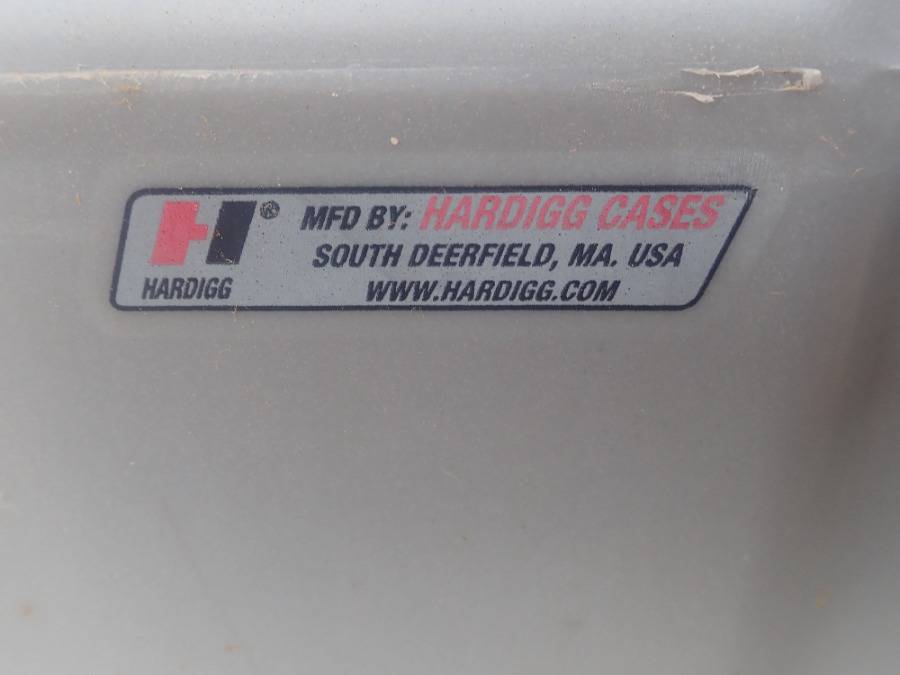 H® MFD BY: HARDIGG CASES
SOUTH DEERFIELD, MA. USA
HARDIGG WWW.HARDIGG.COM